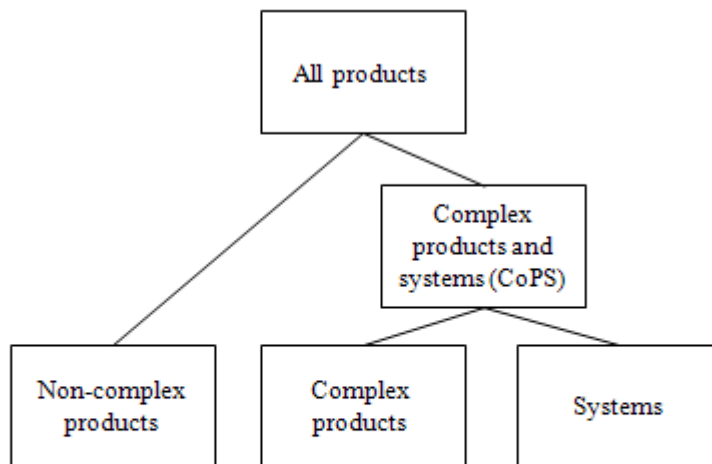 All products
Complex
products and
systems (CoPS)
Non-complex
products
Complex
products
Systems